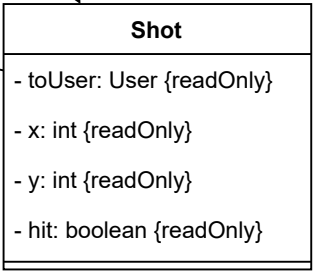 Shot
- toUser: User {readOnly}
- x: int {readOnly}
- y: int {readOnly}
- hit: boolean {readOnly}